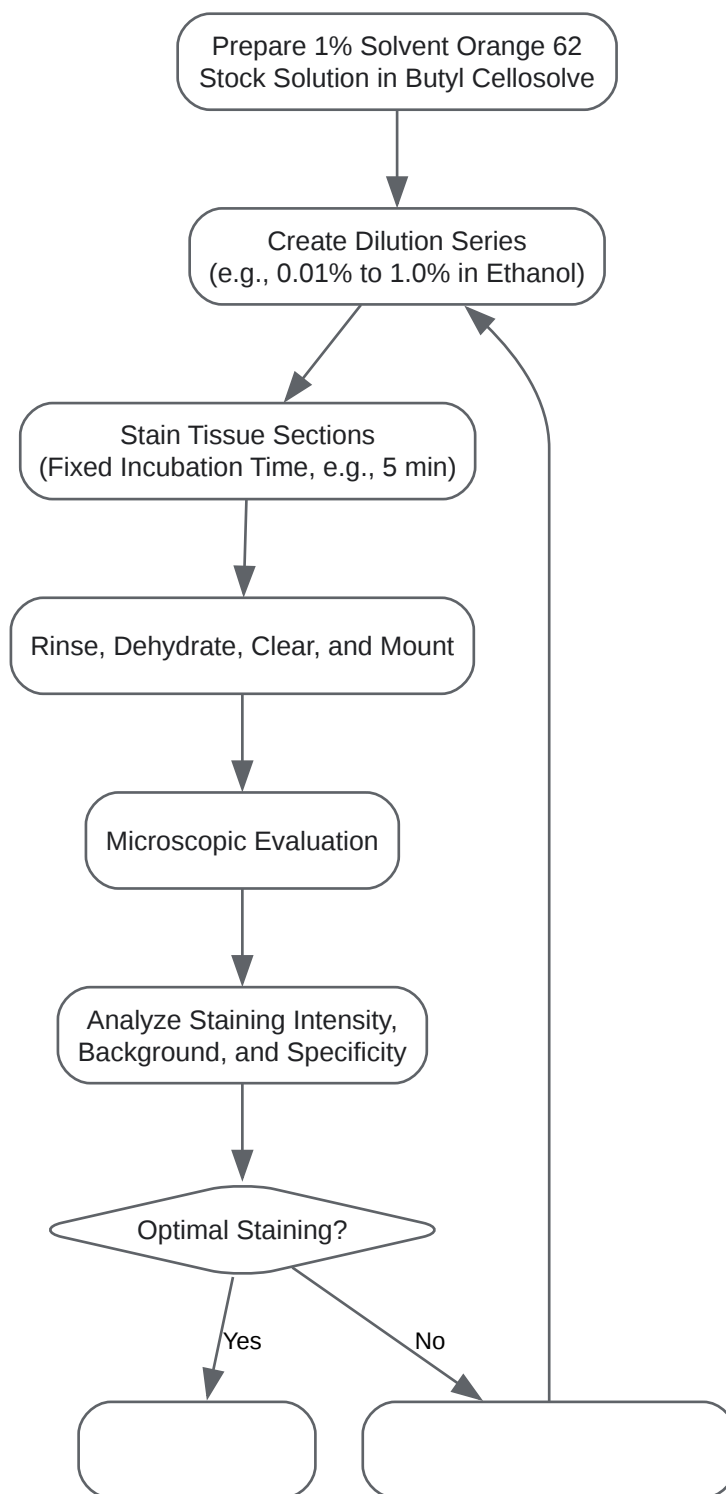 Prepare 1% Solvent Orange 62
Stock Solution in Butyl Cellosolve
Create Dilution Series
(e.g., 0.01% to 1.0% in Ethanol)
Stain Tissue Sections
(Fixed Incubation Time, e.g., 5 min)
Rinse, Dehydrate, Clear, and Mount
Microscopic Evaluation
Analyze Staining Intensity,
Background, and Specificity
Optimal Staining?
Yes
No